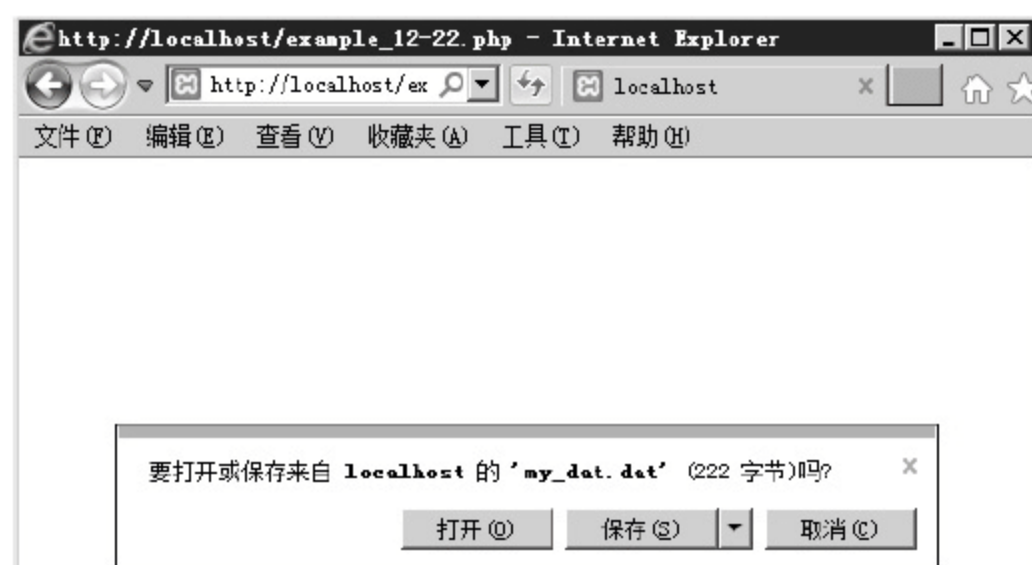 http://localhost/example_12-22.php - Internet Explorer
http://localhost/ex localhost
文件(F) 编辑(E) 查看(V) 收藏夹(A) 工具(T) 帮助(H)
要打开或保存来自 localhost 的 'my_dat.dat' (222 字节)吗?
打开(O) 保存(S) 取消(C)